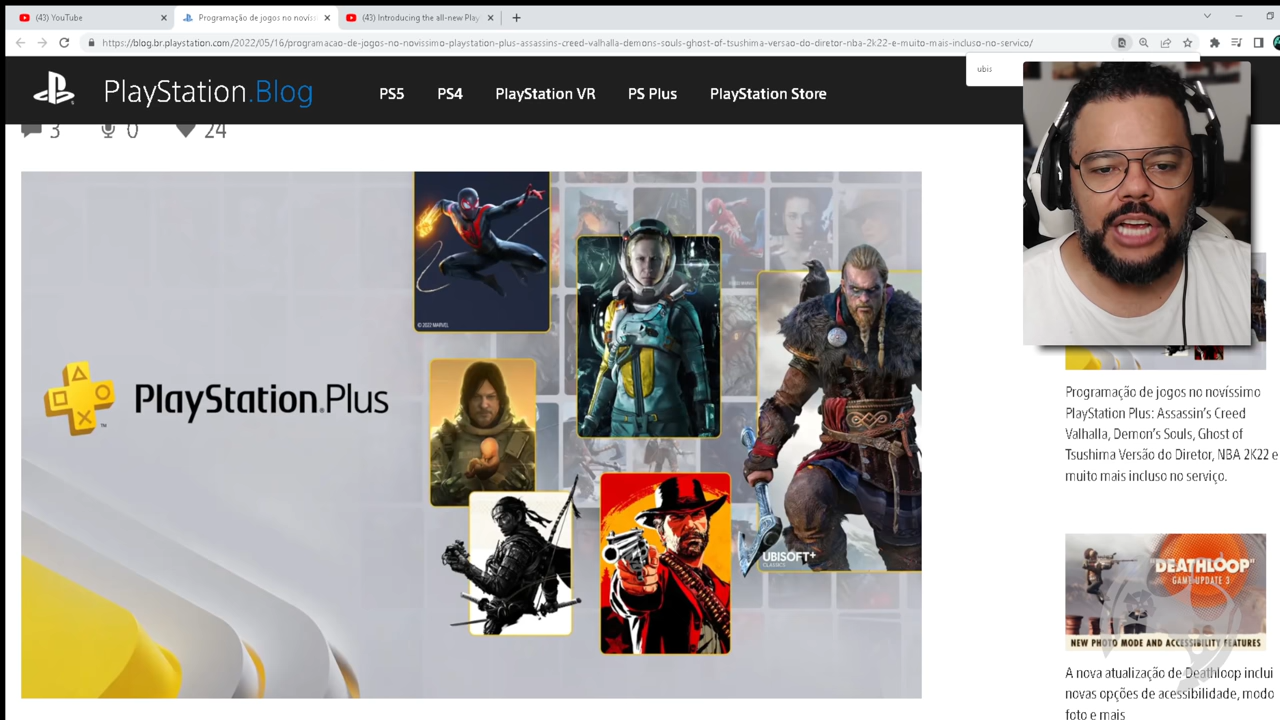 (43) YouTube
Programação de jogos no novíss
(43) Introducing the all-new Play
https://blog.br.playstation.com/2022/05/16/programacao-de-jogos-no-novissimo-playstation-plus-assassins-creed-valhalla-demons-souls-ghost-of-tsushima-versao-do-diretor-nba-2k22-e-muito-mais-incluso-no-servico/
ubis
PlayStation.Blog
PS5
PS4
PlayStation VR
PS Plus
PlayStation Store
3
0
24
© 2022 MARVEL
PlayStation.Plus
TM
UBISOFT+
CLASSICS
Programação de jogos no novíssimo
PlayStation Plus: Assassin's Creed
Valhalla, Demon's Souls, Ghost of
Tsushima Versão do Diretor, NBA 2K22 e
muito mais incluso no serviço.
"DEATHLOOP"
GAME UPDATE 3
NEW PHOTO MODE AND ACCESSIBILITY FEATURES
A nova atualização de Deathloop inclui
novas opções de acessibilidade, modo
foto e mais